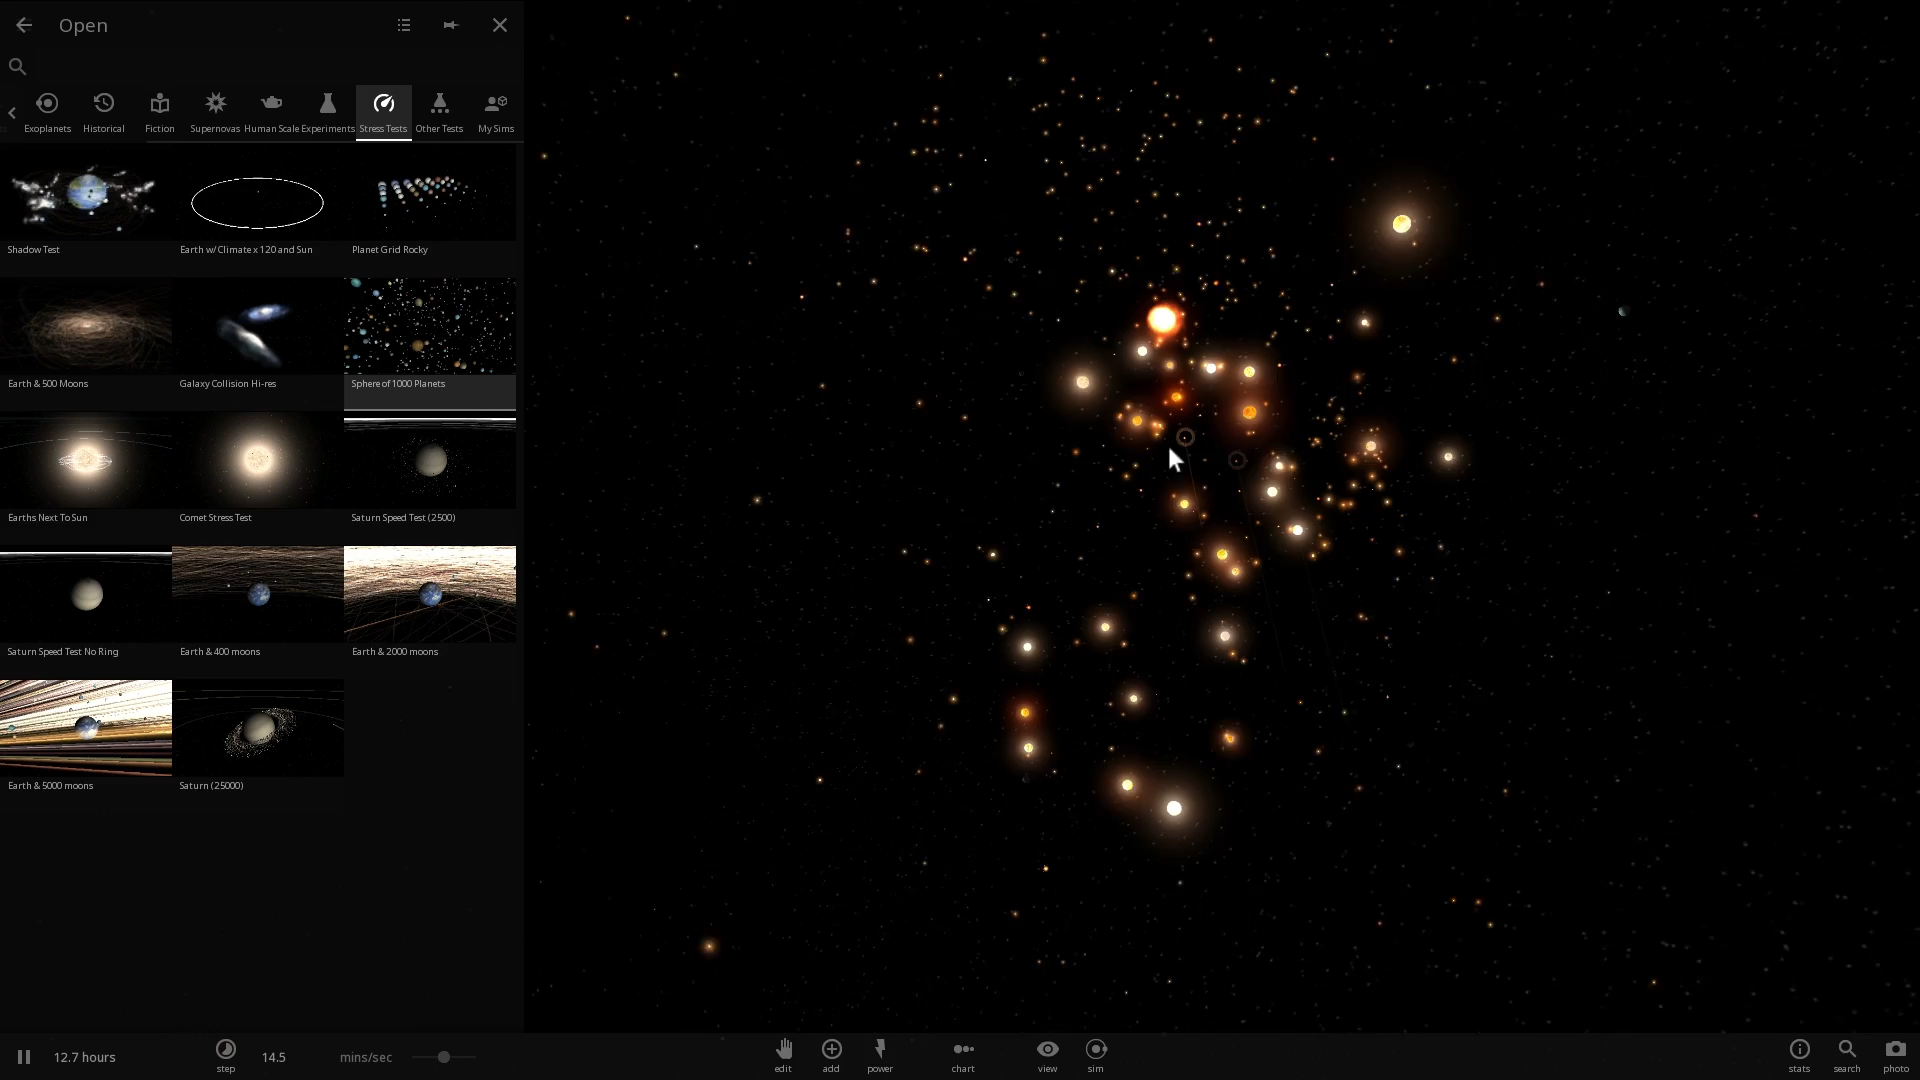 Open
Exoplanets Historical Fiction Supernovas Human Scale Experiments Stress Tests Other Tests My Sims
Shadow Test Earth w/ Climate x 120 and Sun Planet Grid Rocky
Earth & 500 Moons Galaxy Collision Hi-res Sphere of 1000 Planets
Earths Next To Sun Comet Stress Test Saturn Speed Test (2500)
Saturn Speed Test No Ring Earth & 400 moons Earth & 2000 moons
Earth & 5000 moons Saturn (25000)
12.7 hours step 14.5 mins/sec edit add power chart view sim stats search photo